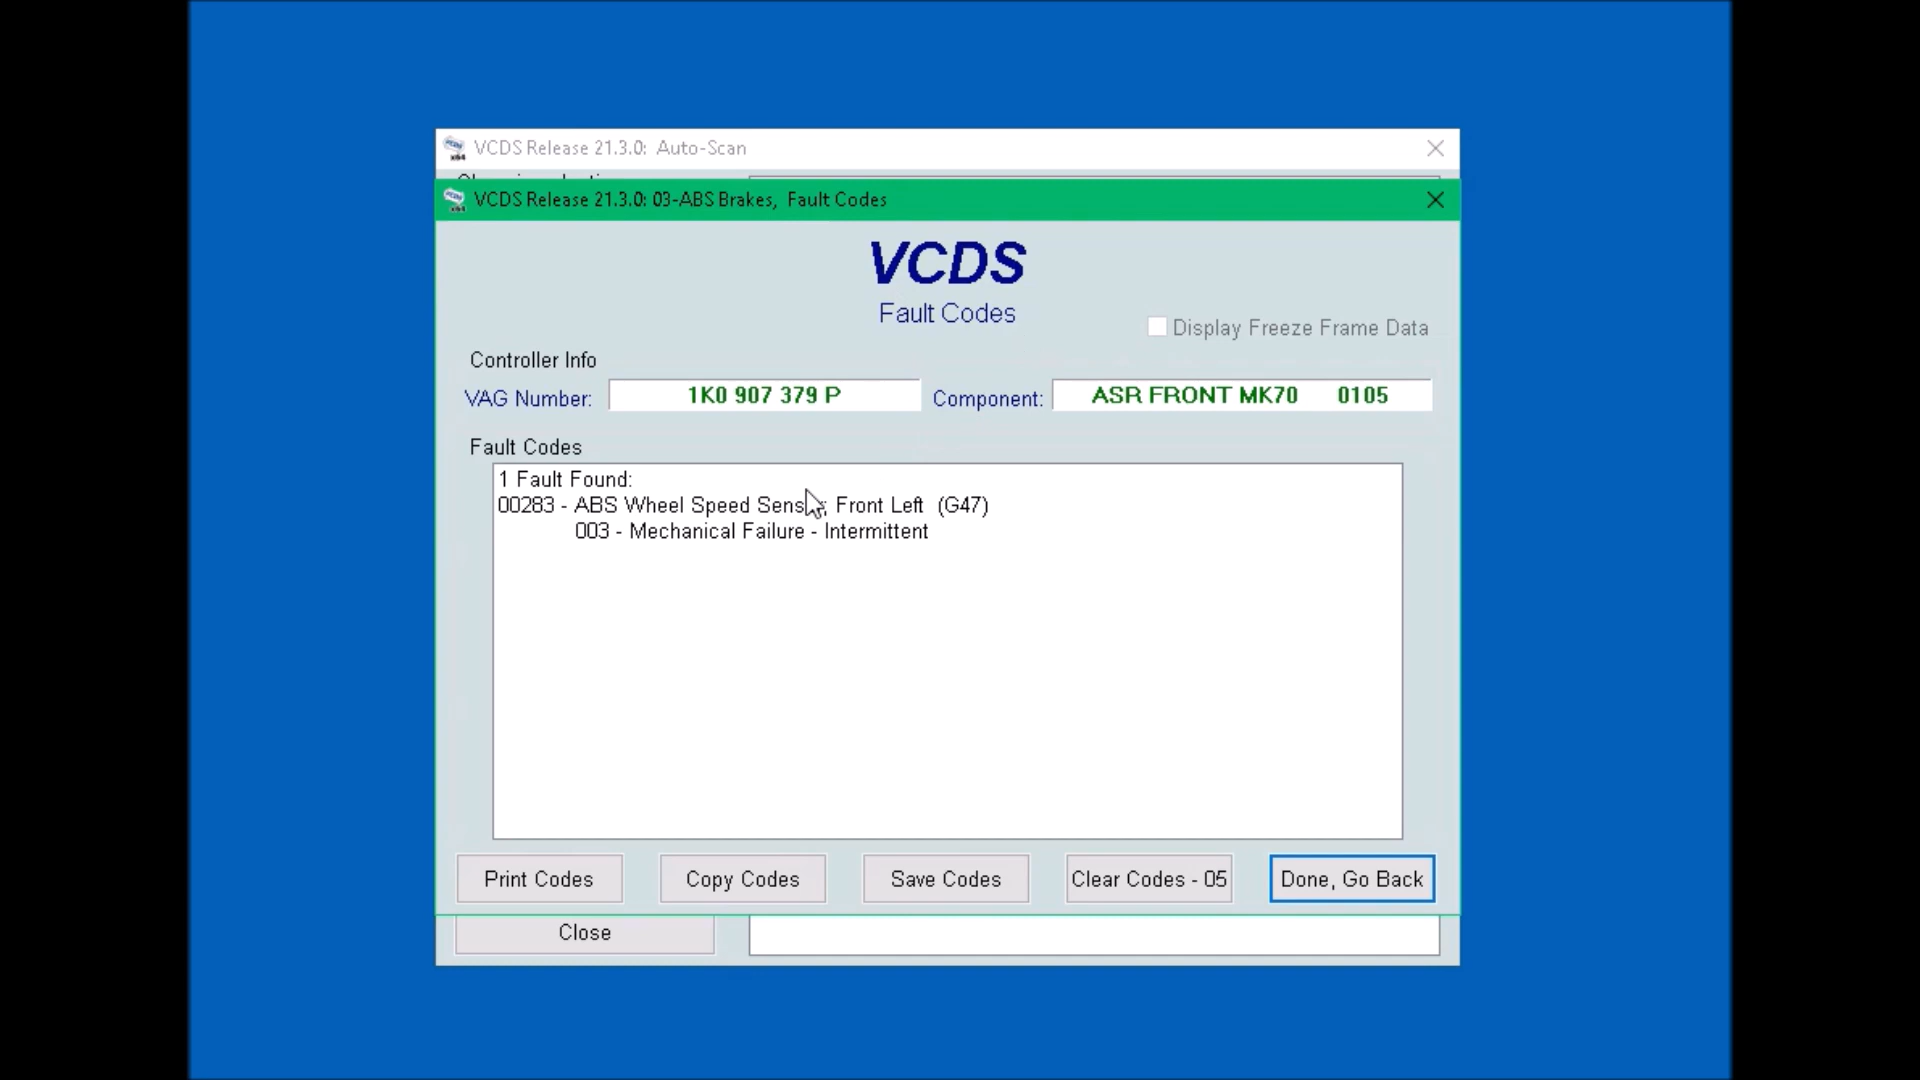 VCDS Release 21.3.0: Auto-Scan
VCDS Release 21.3.0: 03-ABS Brakes, Fault Codes
VCDS
Fault Codes
Display Freeze Frame Data
Controller Info
VAG Number: 1K0 907 379 P Component: ASR FRONT MK70 0105
Fault Codes
1 Fault Found:
00283 - ABS Wheel Speed Sensor; Front Left (G47)
003 - Mechanical Failure - Intermittent
Print Codes Copy Codes Save Codes Clear Codes - 05 Done, Go Back
Close